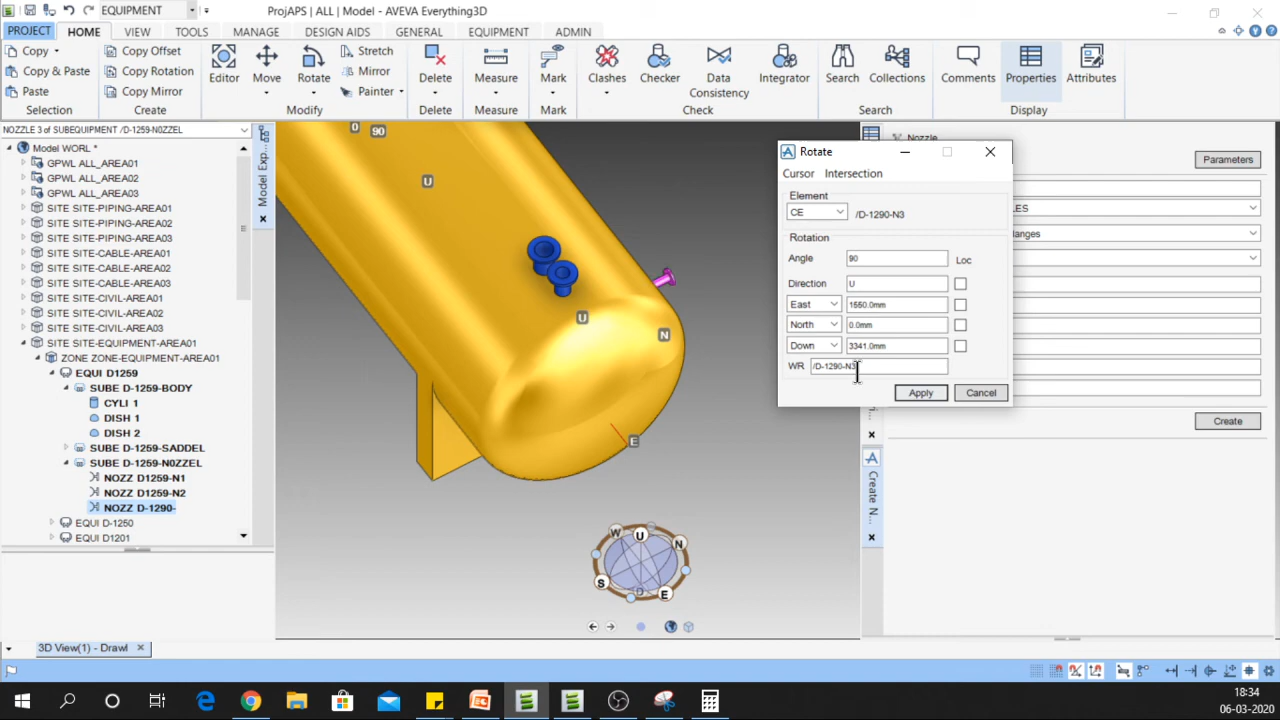 EQUIPMENT
ProjAPS | ALL | Model - AVEVA Everything3D
PROJECT HOME VIEW TOOLS DESIGN AIDS GENERAL EQUIPMENT ADMIN
Copy
Copy & Paste
Paste
Selection
Copy Offset
Copy Rotation
Copy Mirror
Create
Editor
Move
Rotate
Stretch
Mirror
Painter
Modify
Delete
Delete
Measure
Measure
Mark
Mark
Clashes
Checker
Data
Consistency
Integrator
Check
Search
Collections
Search
Comments
Properties
Attributes
Display
NOZZLE 3 of SUBEQUIPMENT /D-1259-N0ZZEL
Model WORL *
GPWL ALL_AREA01
GPWL ALL_AREA02
GPWL ALL_AREA03
SITE SITE-PIPING-AREA01
SITE SITE-PIPING-AREA02
SITE SITE-PIPING-AREA03
SITE SITE-CABLE-AREA01
SITE SITE-CABLE-AREA02
SITE SITE-CABLE-AREA03
SITE SITE-CIVIL-AREA01
SITE SITE-CIVIL-AREA02
SITE SITE-CIVIL-AREA03
SITE SITE-EQUIPMENT-AREA01
ZONE ZONE-EQUIPMENT-AREA01
EQUI D1259
SUBE D-1259-BODY
CYLI 1
DISH 1
DISH 2
SUBE D-1259-SADDEL
SUBE D-1259-N0ZZEL
NOZZ D1259-N1
NOZZ D1259-N2
NOZZ D-1290-
EQUI D-1250
EQUI D1201
Model Exp...
0 90
U
U
N
E
W U N
S D E
Nozzle
Parameters
LES
langes
Create
Create N...
Rotate
Cursor Intersection
Element
CE /D-1290-N3
Rotation
Angle 90 Loc
Direction U
East 1550.0mm
North 0.0mm
Down 3341.0mm
WR /D-1290-N3
Apply Cancel
3D View(1) - Drawl
18:34
06-03-2020